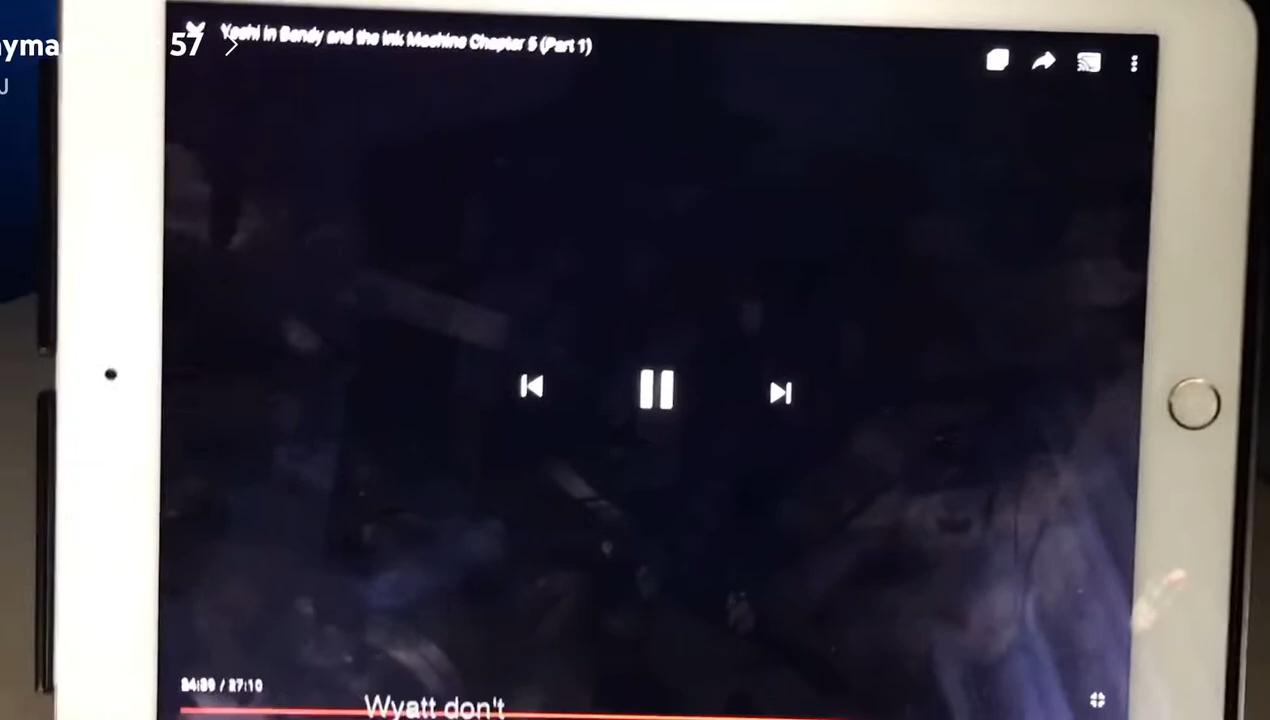 57
Yoshi in Bendy and the Ink Machine Chapter 5 (Part 1)
/ 27:10
Wyatt don't